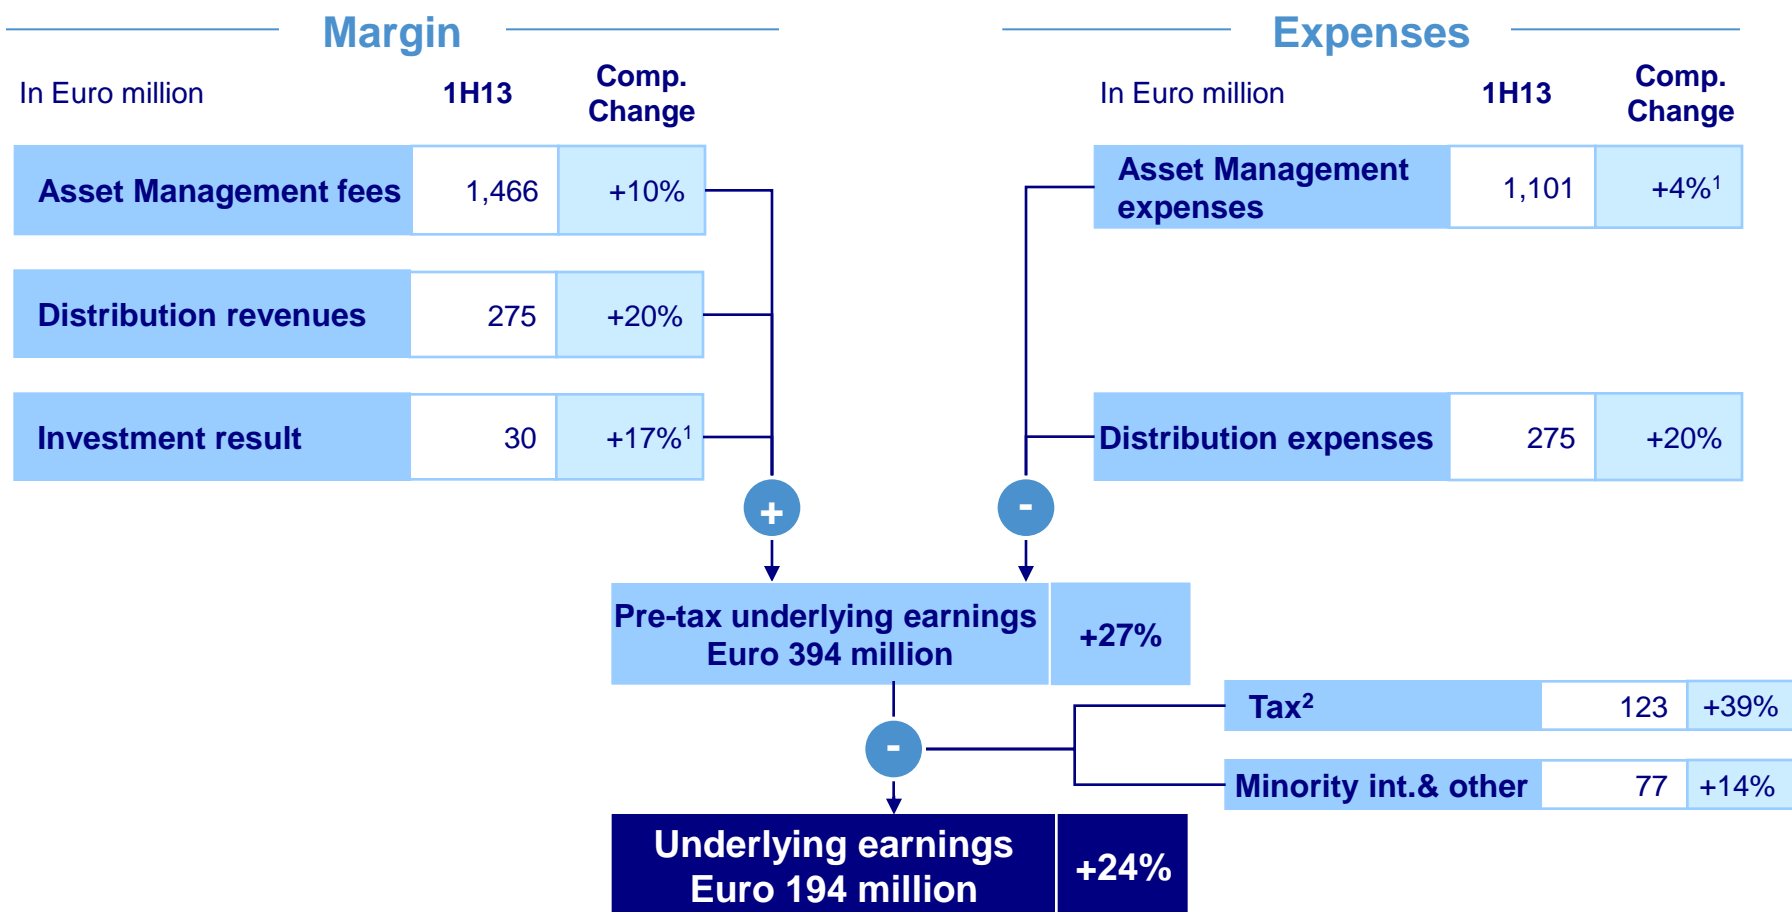 Margin
In Euro million 1H13 Comp. Change
Asset Management fees 1,466 +10%
Distribution revenues 275 +20%
Investment result 30 +17%¹
Expenses
In Euro million 1H13 Comp. Change
Asset Management expenses 1,101 +4%¹
Distribution expenses 275 +20%
+
-
Pre-tax underlying earnings
Euro 394 million
+27%
-
Tax² 123 +39%
Minority int.& other 77 +14%
Underlying earnings
Euro 194 million
+24%